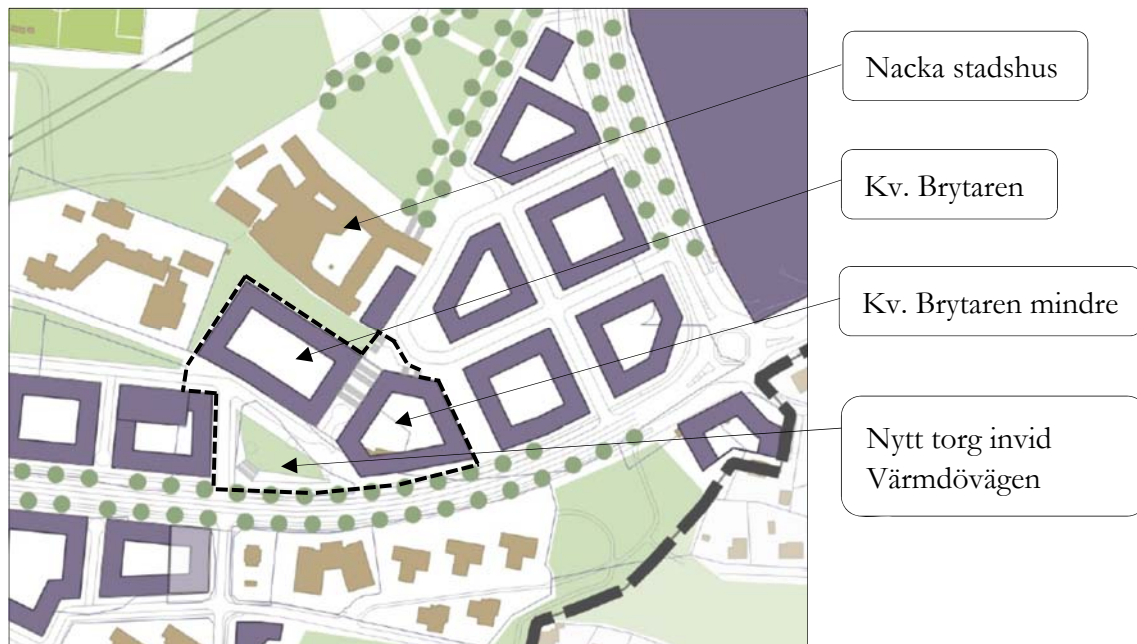 Nacka stadshus
Kv. Brytaren
Kv. Brytaren mindre
Nytt torg invid
Värmdövägen